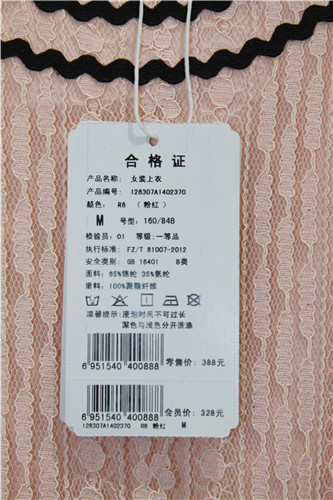 合格证
产品名称: 女装上衣
产品编号: 128307A1402370
颜色: R8 (粉红)
M 号型: 160/84B
检验员: 01 等级: 一等品
执行标准: FZ/T 81007-2012
安全类别: GB 18401 B类
面料: 65%锦纶 35%氨纶
里料: 100%聚酯纤维
温馨提示: 浸泡时间不可过长
深色与浅色分开洗涤
零售价: 388元
6 951540 400888
会员价: 328元
6 951540 400888
128307A1402370 R8 粉红 M